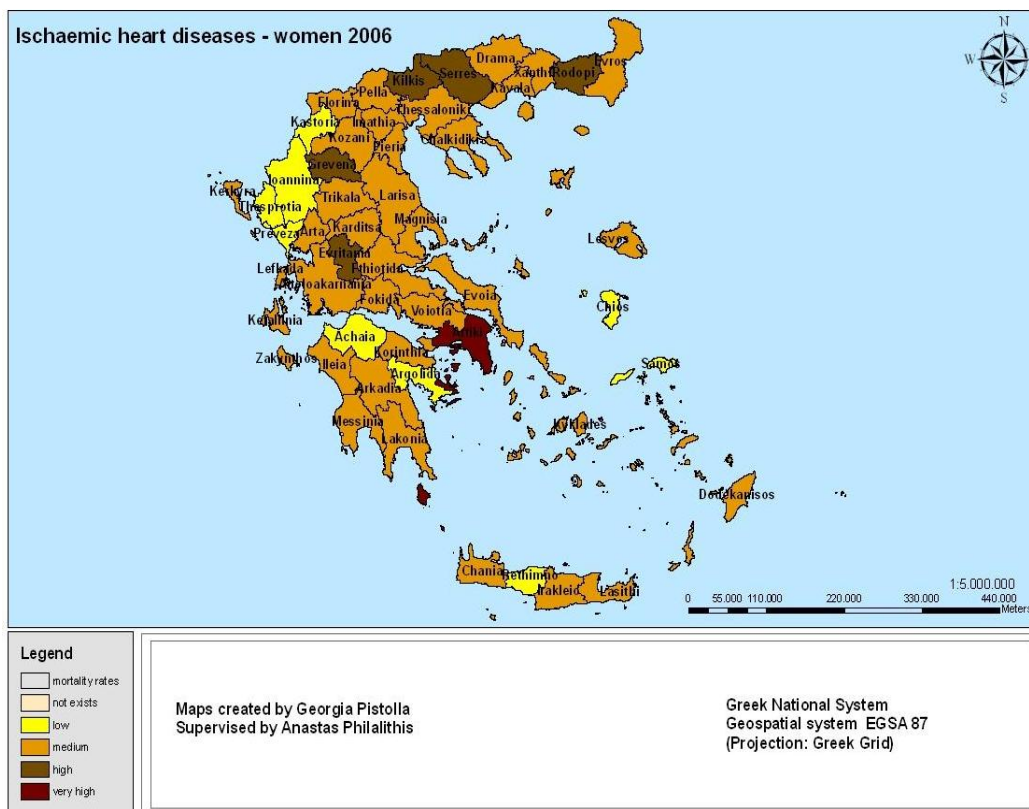 Ischaemic heart diseases - women 2006
N
W
E
S
Drama
Xanthi
Rodopi
Evros
Serres
Kilkis
Kavala
Pella
Florina
Thessalonik
Kastoria
Imathia
Kozani
Chalkidiki
Pieria
Grevena
Ioannina
Kerkyra
Larisa
Trikala
Thesprotia
Magnisia
Karditsa
Preveza
Arta
Lesvos
Evritania
Lefkada
Fthiotida
Aitoloakarnania
Evoia
Fokida
Chios
Voiotia
Kefallinia
Attiki
Achaia
Korinthia
Zakynthos
Ileia
Samos
Argolida
Arkadia
Messinia
Kyklades
Lakonia
Dodekanisos
Chania
Rethimno
Irakleio
Lasithi
1:5.000.000
0 55.000 110.000 220.000 330.000 440.000
Meters
Legend
mortality rates
not exists
low
medium
high
very high
Maps created by Georgia Pistolla
Supervised by Anastas Philalithis
Greek National System
Geospatial system EGSA 87
(Projection: Greek Grid)